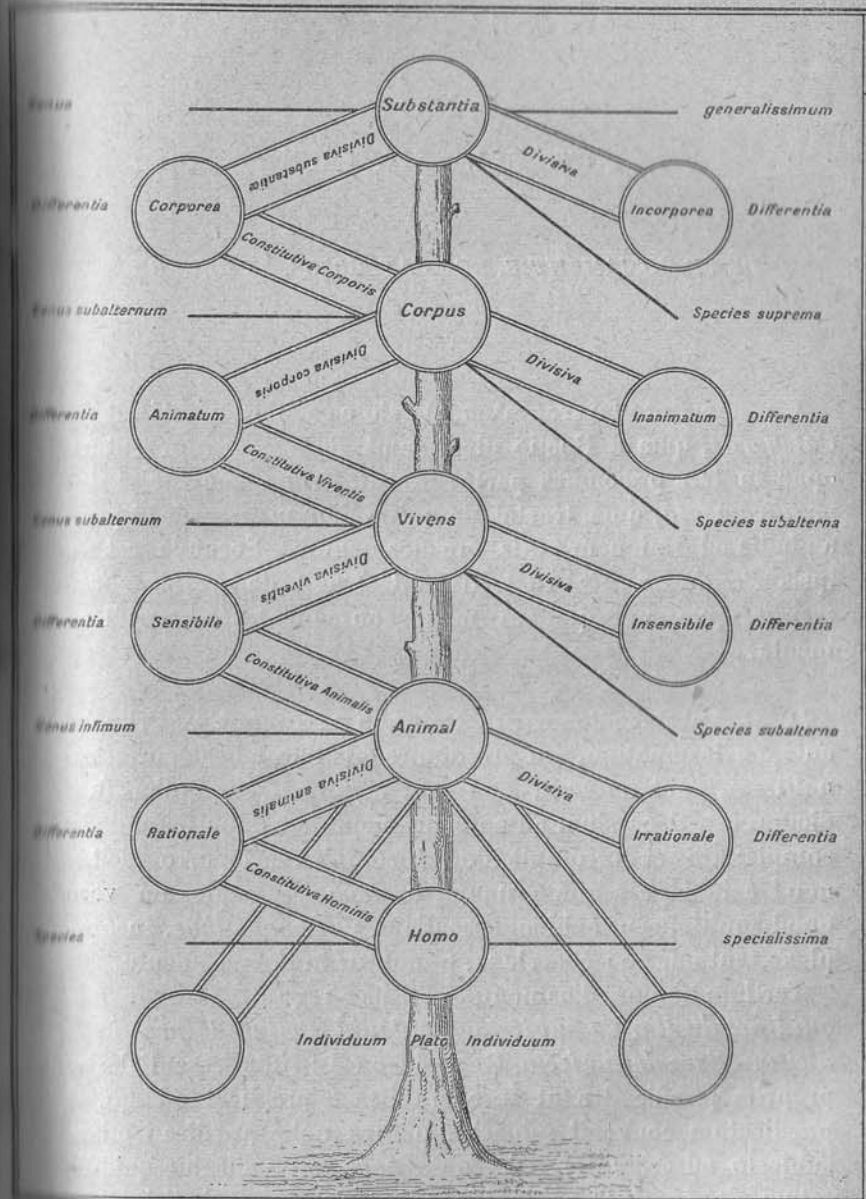 Substantia
Genus generalissimum
Divisiva substantiæ Divisiva
Differentia Corporea Incorporea Differentia
Constitutiva Corporis
Genus subalternum Corpus Species suprema
Divisiva corporis Divisiva
Differentia Animatum Inanimatum Differentia
Constitutiva Viventis
Genus subalternum Vivens Species subalterna
Divisiva viventis Divisiva
Differentia Sensibile Insensibile Differentia
Constitutiva Animalis
Genus infimum Animal Species subalterna
Divisiva animalis Divisiva
Differentia Rationale Irrationale Differentia
Constitutiva Hominis
Species Homo specialissima
Individuum Plato Individuum